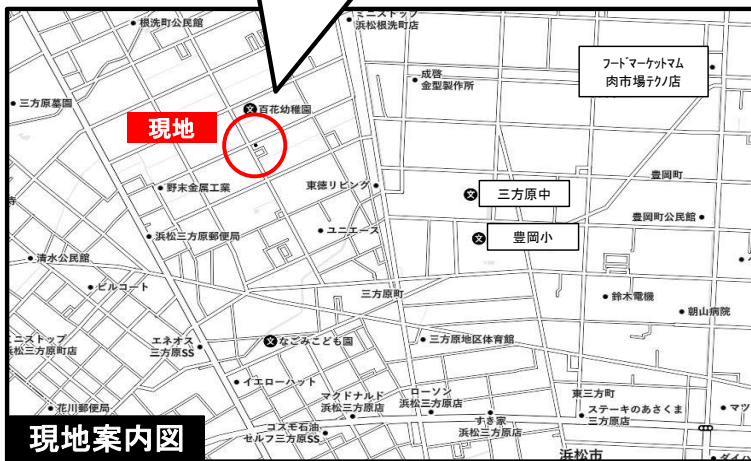 根洗町公民館
ミニストップ
浜松根洗町店
フードマーケットマム
肉市場テクノ店
成啓
金型製作所
三方原墓園
百花幼稚園
現地
野末金属工業
東徳リビング
三方原中
豊岡町
豊岡町公民館
浜松三方原郵便局
ユニエース
豊岡小
清水公民館
ビルコート
三方原町
鈴木電機
朝山病院
ミニストップ
浜松三方原町店
エネオス
三方原SS
なごみこども園
三方原地区体育館
イエローハット
マクドナルド
浜松三方原店
ローソン
浜松三方原店
東三方町
花川郵便局
コスモ石油
セルフ三方原SS
すき家
浜松三方原店
ステーキのあさくま
三方原店
マツ
現地案内図
浜松市
ダイハ